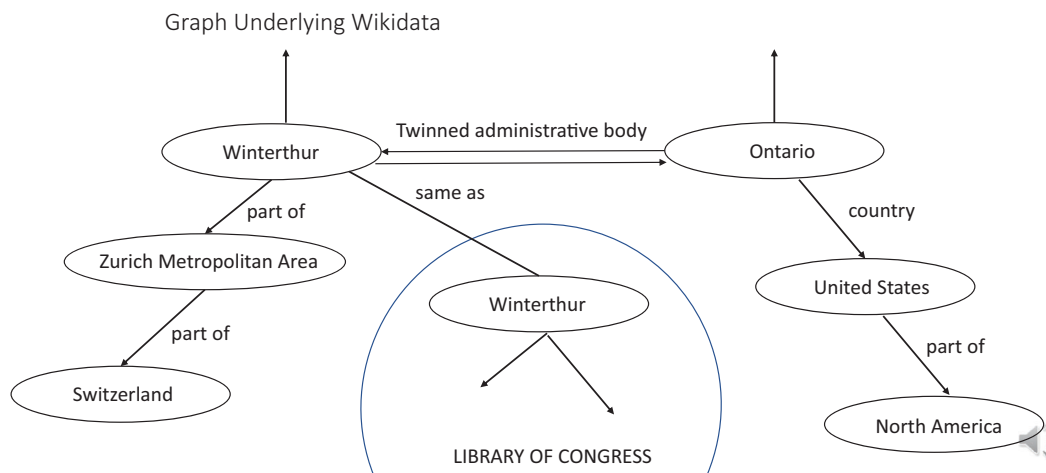 Graph Underlying Wikidata
Twinned administrative body
Winterthur
Ontario
same as
part of
country
Zurich Metropolitan Area
United States
Winterthur
part of
part of
Switzerland
North America
LIBRARY OF CONGRESS